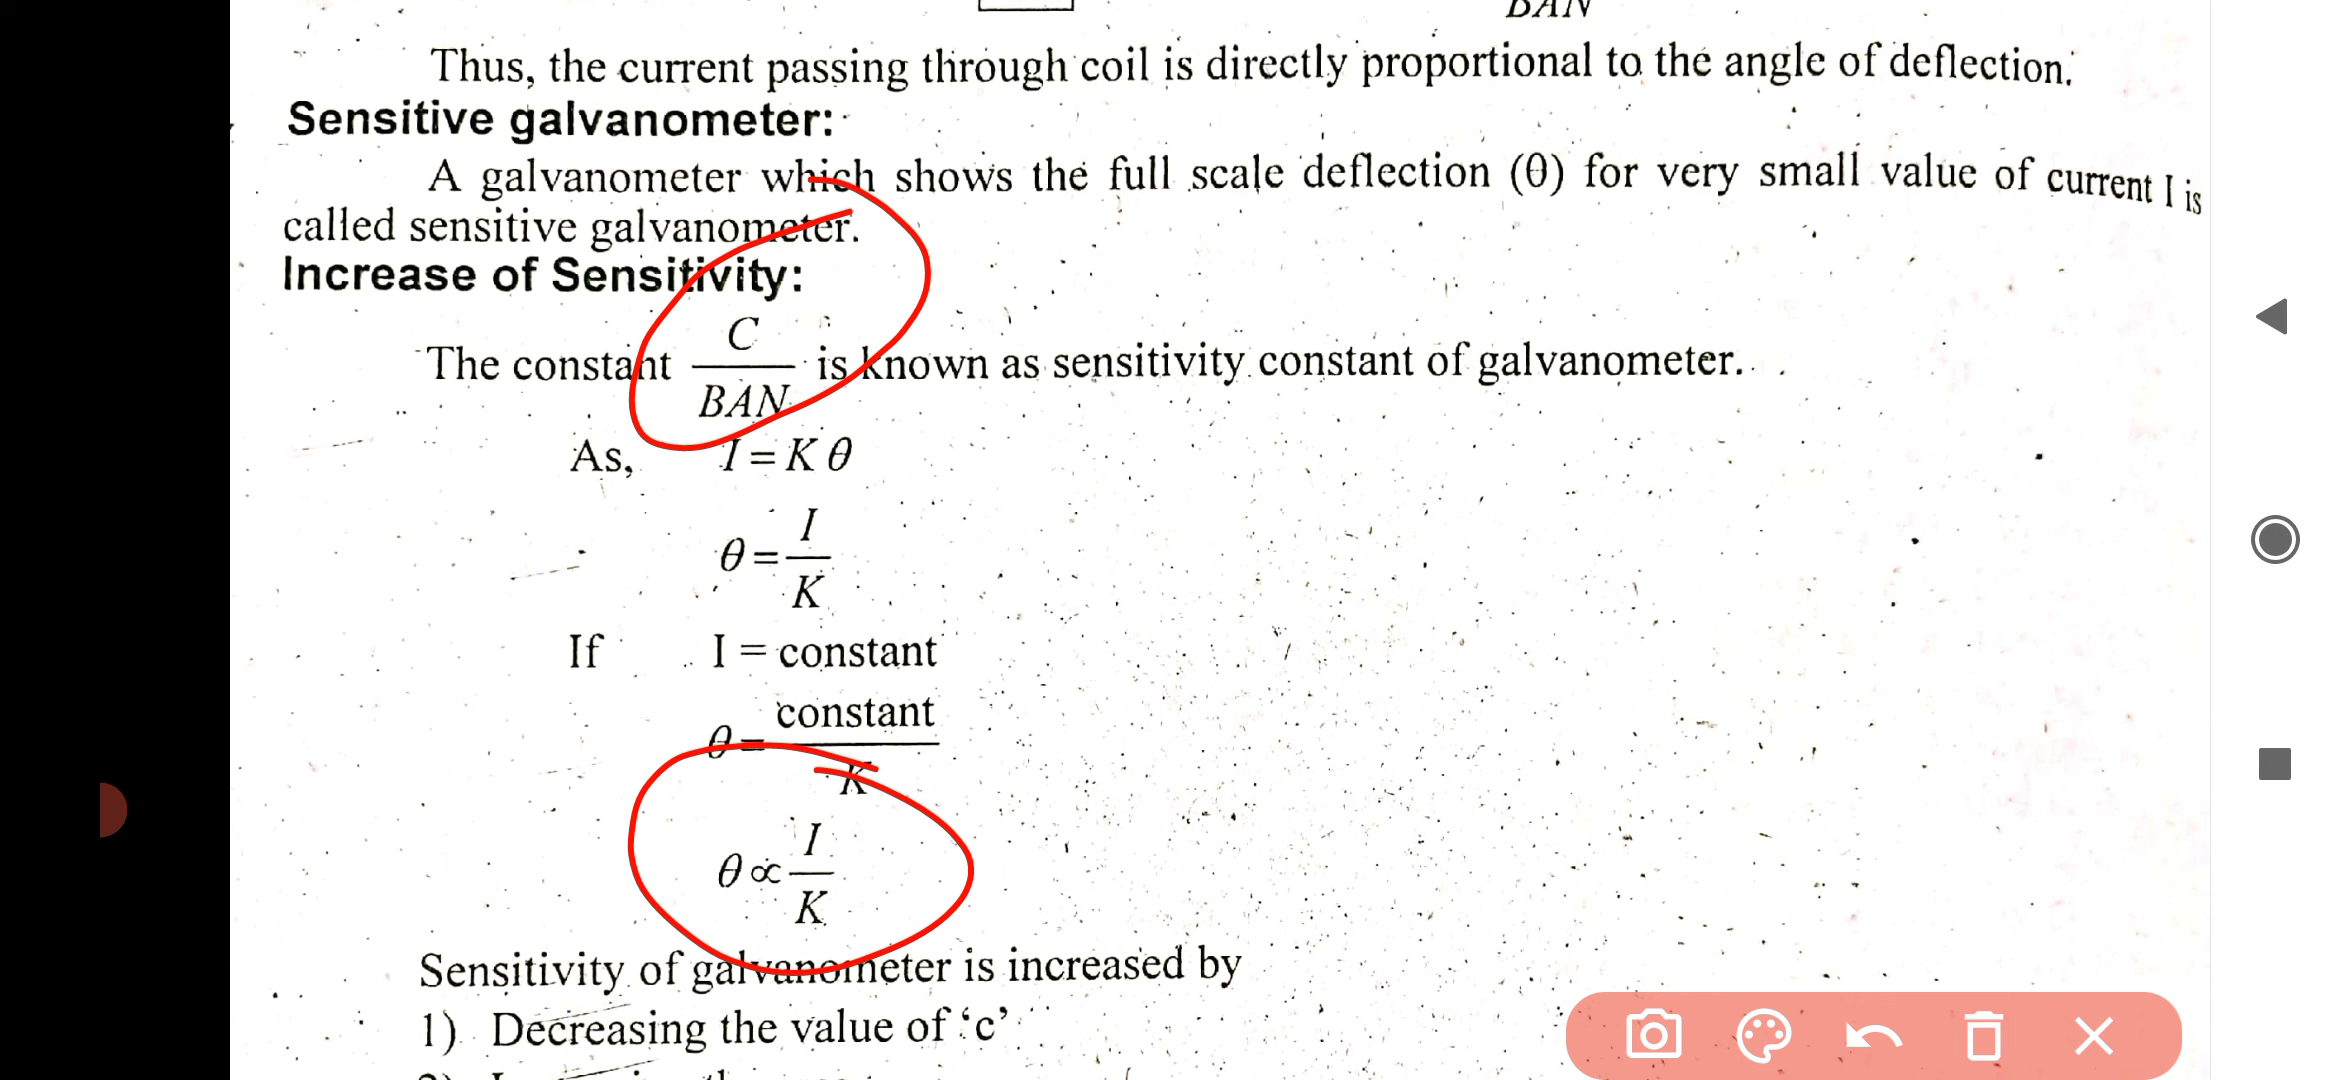 BAN
Thus, the current passing through coil is directly proportional to the angle of deflection.
Sensitive galvanometer:
A galvanometer which shows the full scale deflection (θ) for very small value of current I is
called sensitive galvanometer.
Increase of Sensitivity:
The constant C/BAN is known as sensitivity constant of galvanometer.
As, I = K θ
θ = I/K
If I = constant
θ = constant/K
θ ∝ I/K
Sensitivity of galvanometer is increased by
1) Decreasing the value of 'c'